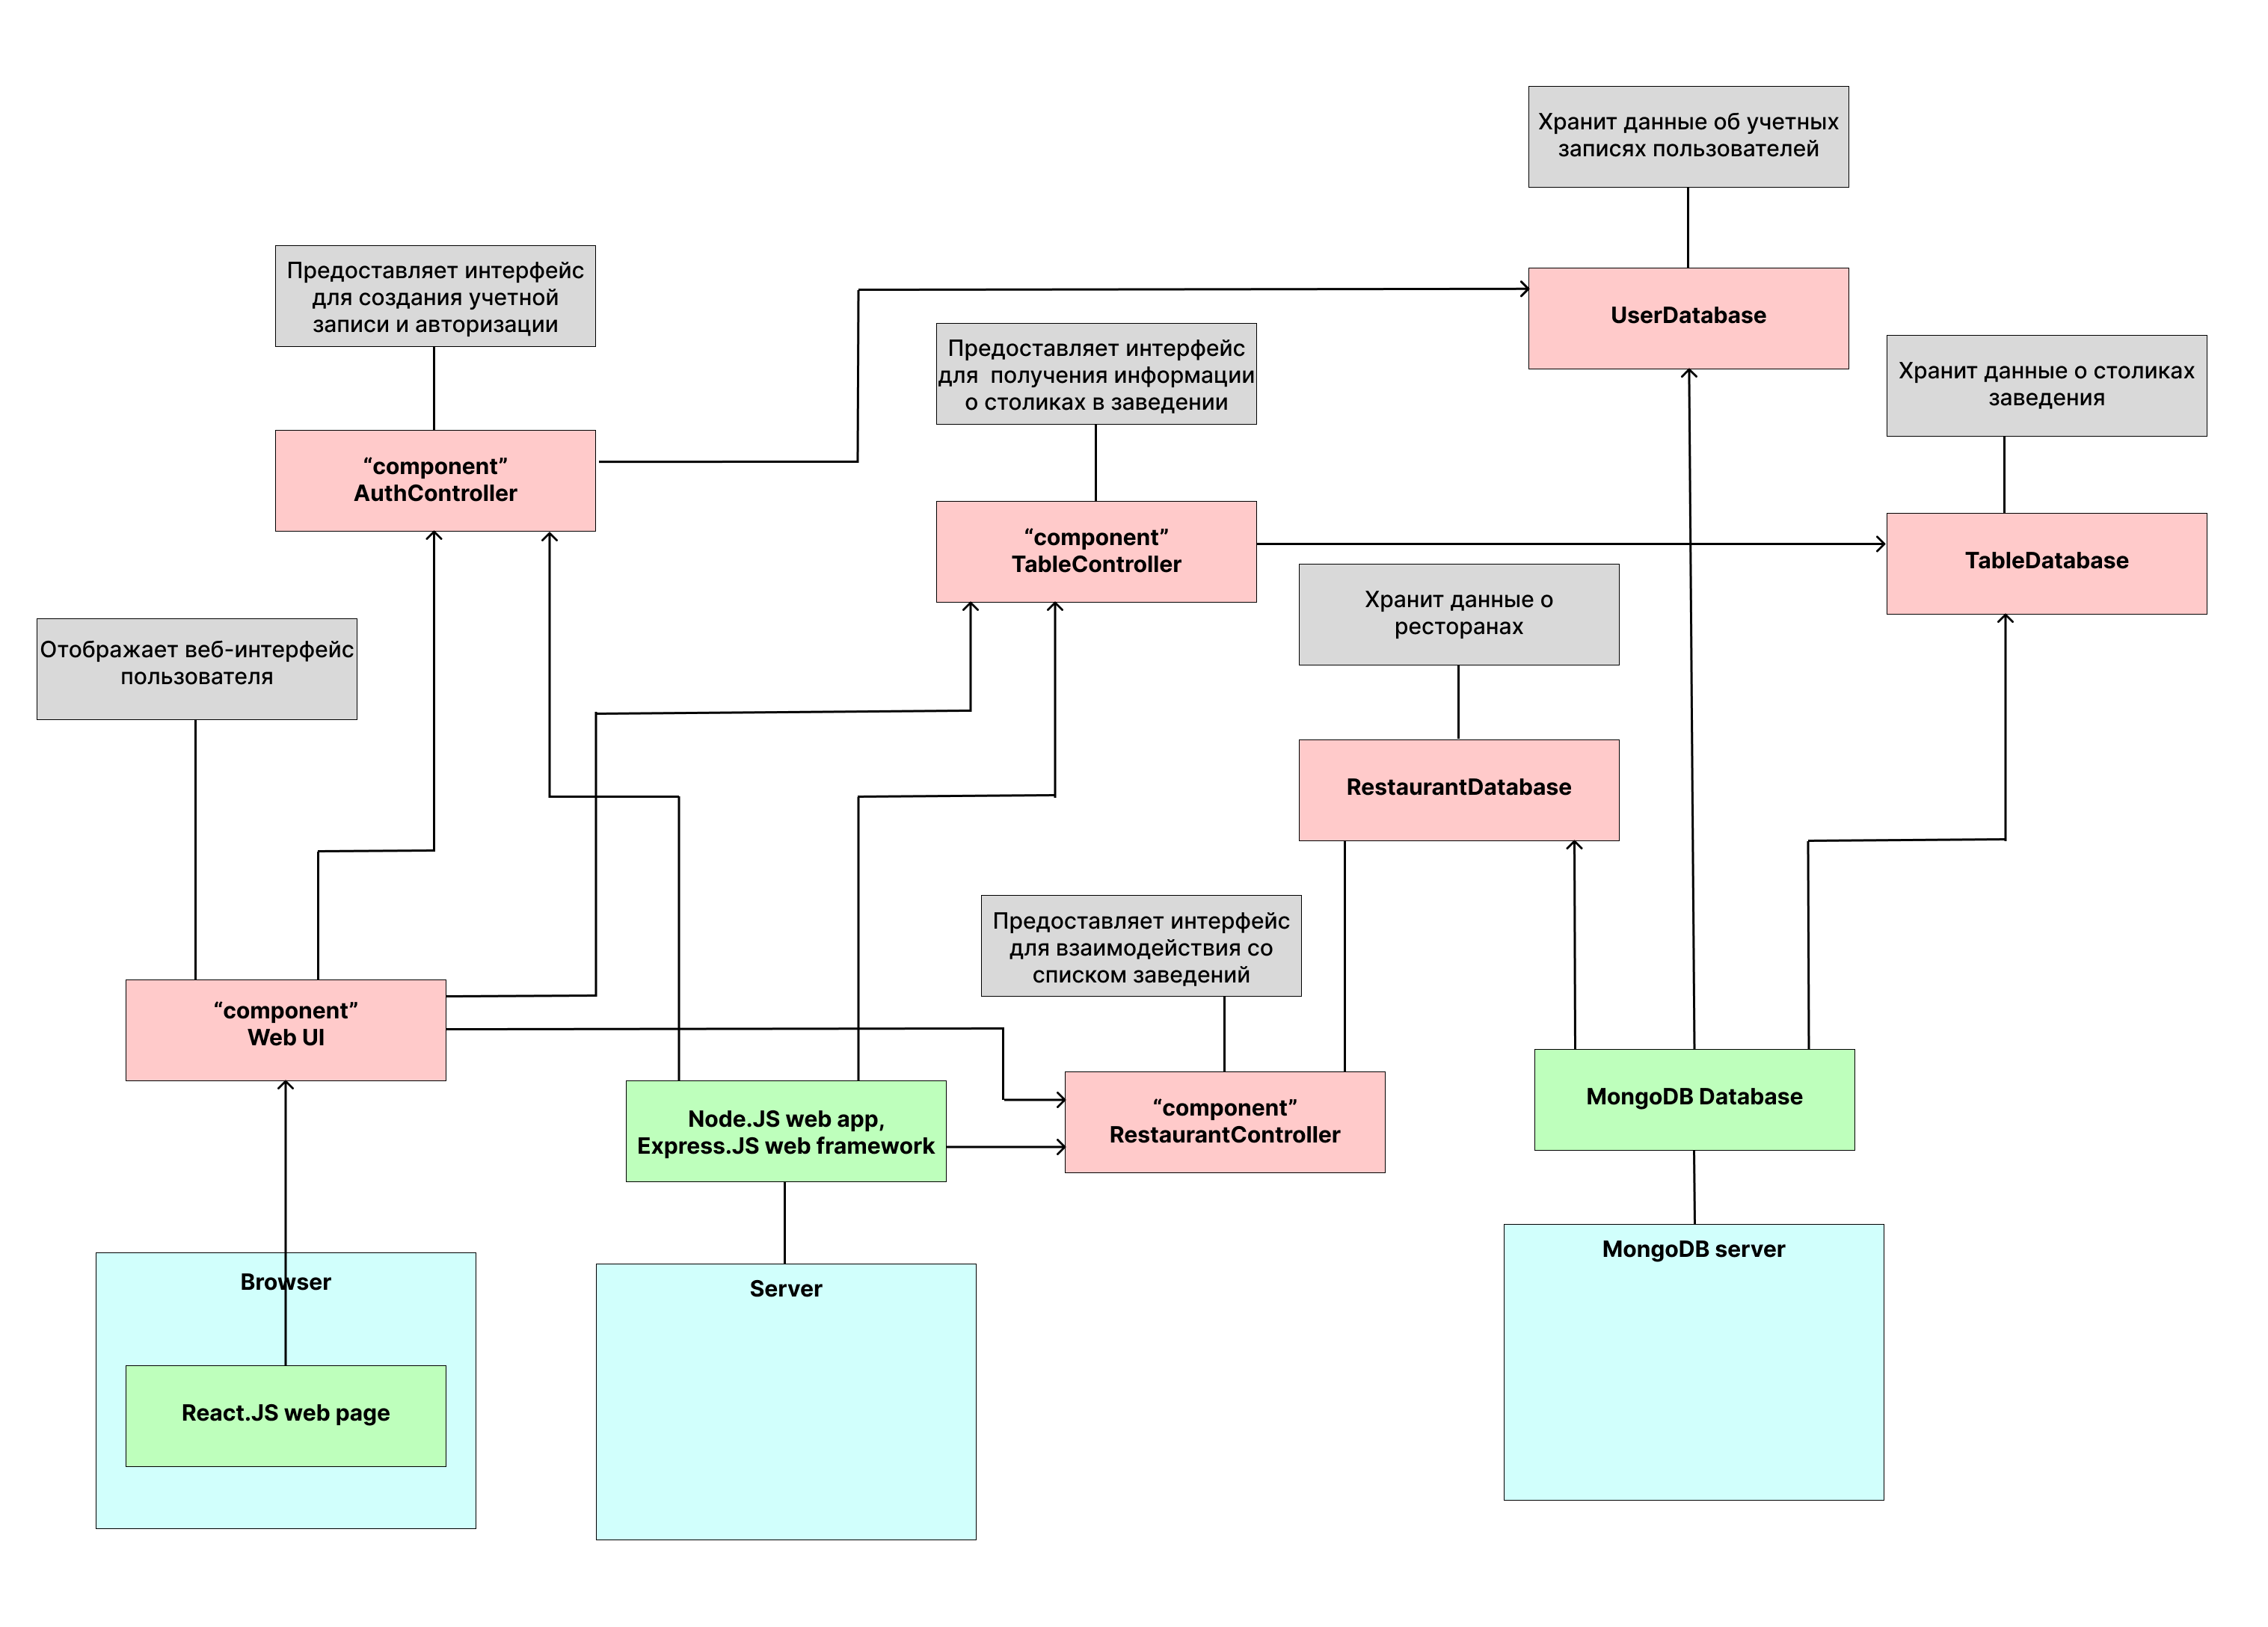 Хранит данные об учетных
записях пользователей
Предоставляет интерфейс
для создания учетной
записи и авторизации
UserDatabase
Предоставляет интерфейс
для  получения информации
о столиках в заведении
Хранит данные о столиках
заведения
“component”
AuthController
“component”
TableController
TableDatabase
Хранит данные о
ресторанах
Отображает веб-интерфейс
пользователя
RestaurantDatabase
Предоставляет интерфейс
для взаимодействия со
списком заведений
“component”
Web UI
Node.JS web app,
Express.JS web framework
“component”
RestaurantController
MongoDB Database
Browser
Server
MongoDB server
React.JS web page